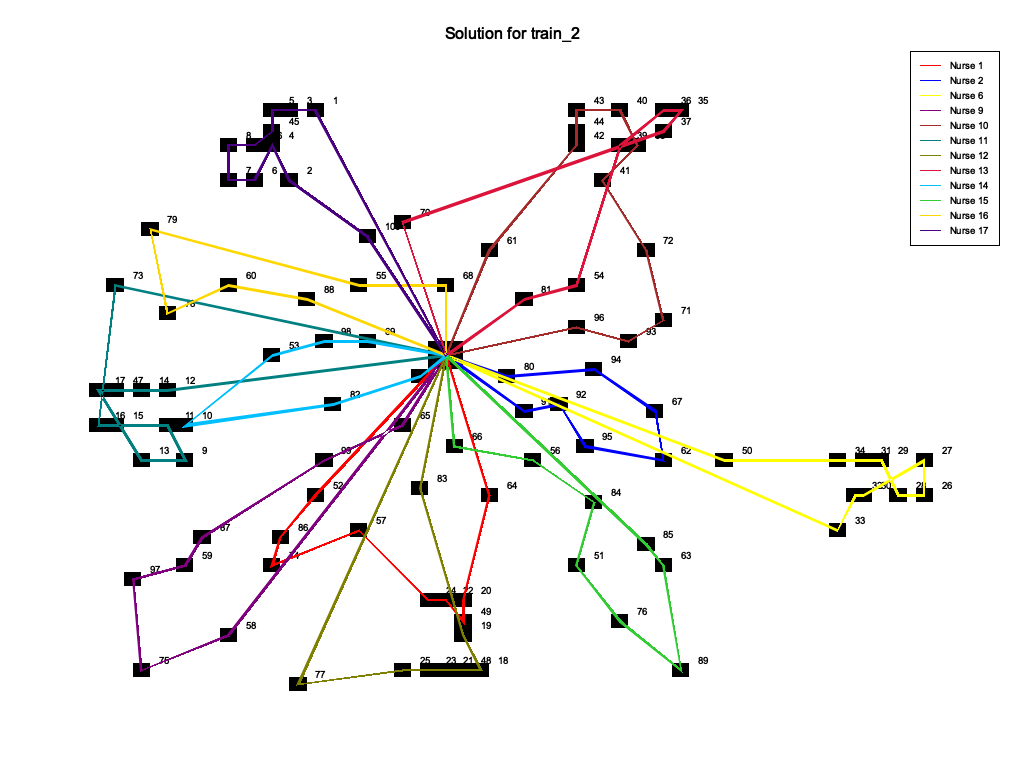 Solution for train_2
Nurse 1
Nurse 2
Nurse 6
Nurse 9
Nurse 10
Nurse 11
Nurse 12
Nurse 13
Nurse 14
Nurse 15
Nurse 16
Nurse 17
5 3 1 43 40 36 35
45 44 37
8 4 42 39
7 6 2 41
79 70
61 72
73 60 55 68 81 54
88
96 71
53 98 69 93
17 47 14 12 80 94
82 92 67
16 15 11 10 65
66 95
13 9 99 56 62 50 34 31 29 27
83
52 64 84 30 28 26
87 86 57 33
85
59 51 63
97
24 22 20
49
58 19 76
75 25 23 21 48 18 89
77